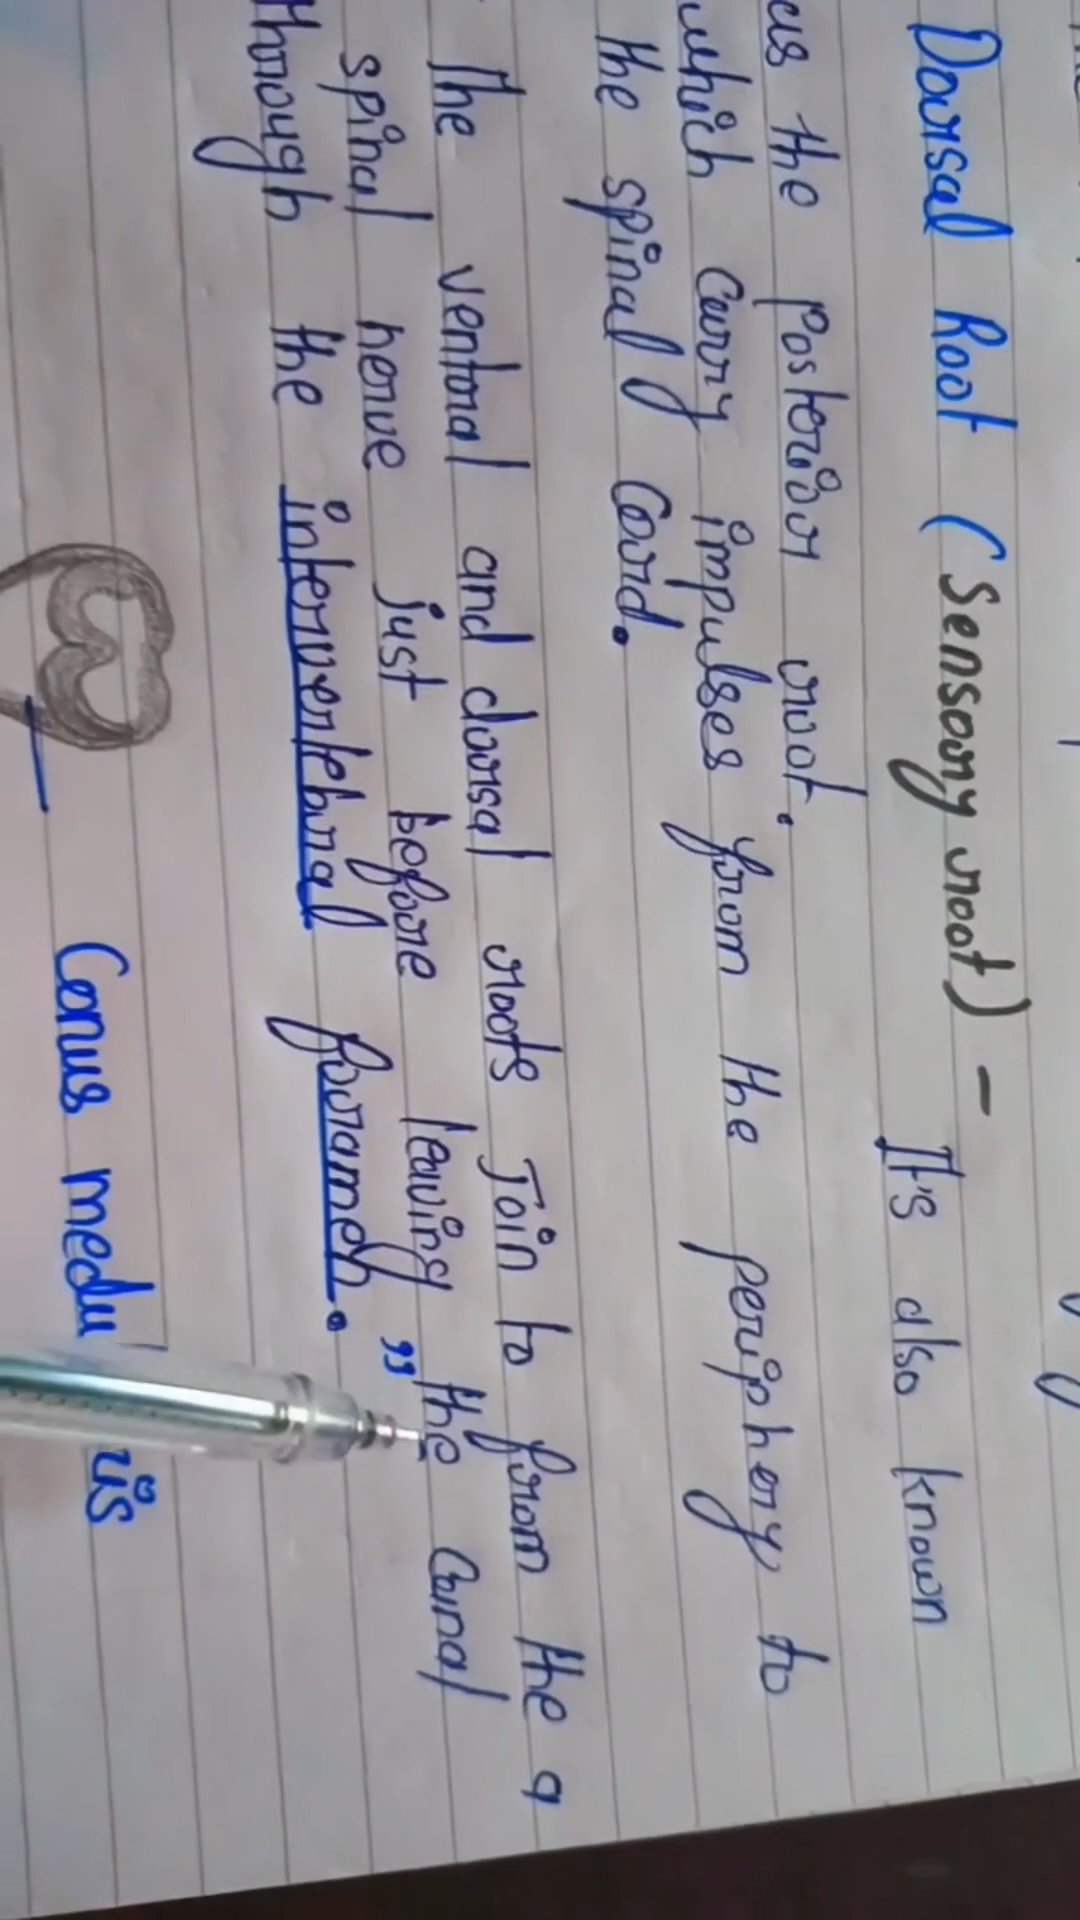 Dorsal Root (Sensory root) - It's also known
as the Posterior root.
which carry impulses from the periphery to
the spinal Cord.
The ventral and dorsal roots Join to from the a
spinal nerve just before leaving "the Canal
through the intervertebral foramen.
Conus